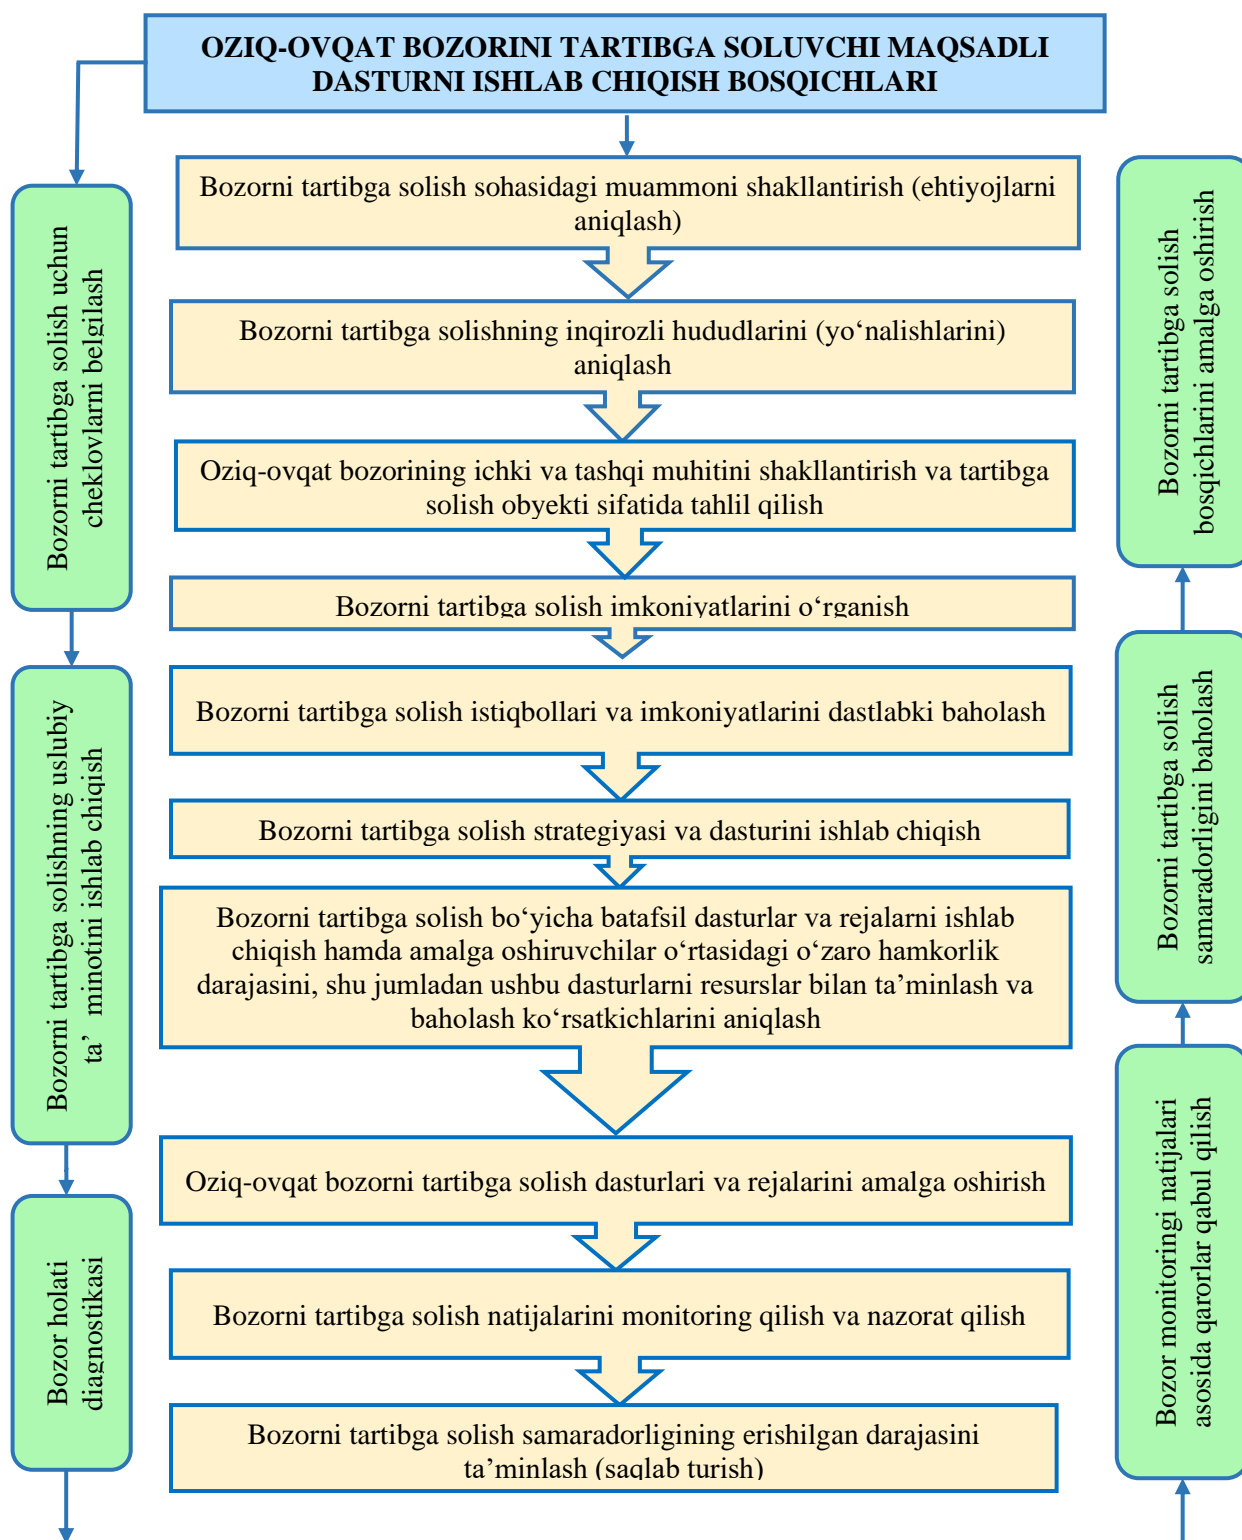 OZIQ-OVQAT BOZORINI TARTIBGA SOLUVCHI MAQSADLI
DASTURNI ISHLAB CHIQISH BOSQICHLARI
Bozorni tartibga solish uchun
cheklovlarni belgilash
Bozorni tartibga solishning uslubiy
ta’ minotini ishlab chiqish
Bozor holati
diagnostikasi
Bozorni tartibga solish sohasidagi muammoni shakllantirish (ehtiyojlarni
aniqlash)
Bozorni tartibga solishning inqirozli hududlarini (yo‘nalishlarini)
aniqlash
Oziq-ovqat bozorining ichki va tashqi muhitini shakllantirish va tartibga
solish obyekti sifatida tahlil qilish
Bozorni tartibga solish imkoniyatlarini o‘rganish
Bozorni tartibga solish istiqbollari va imkoniyatlarini dastlabki baholash
Bozorni tartibga solish strategiyasi va dasturini ishlab chiqish
Bozorni tartibga solish bo‘yicha batafsil dasturlar va rejalarni ishlab
chiqish hamda amalga oshiruvchilar o‘rtasidagi o‘zaro hamkorlik
darajasini, shu jumladan ushbu dasturlarni resurslar bilan ta’minlash va
baholash ko‘rsatkichlarini aniqlash
Oziq-ovqat bozorni tartibga solish dasturlari va rejalarini amalga oshirish
Bozorni tartibga solish natijalarini monitoring qilish va nazorat qilish
Bozorni tartibga solish samaradorligining erishilgan darajasini
ta’minlash (saqlab turish)
Bozorni tartibga solish
bosqichlarini amalga oshirish
Bozorni tartibga solish
samaradorligini baholash
Bozor monitoringi natijalari
asosida qarorlar qabul qilish